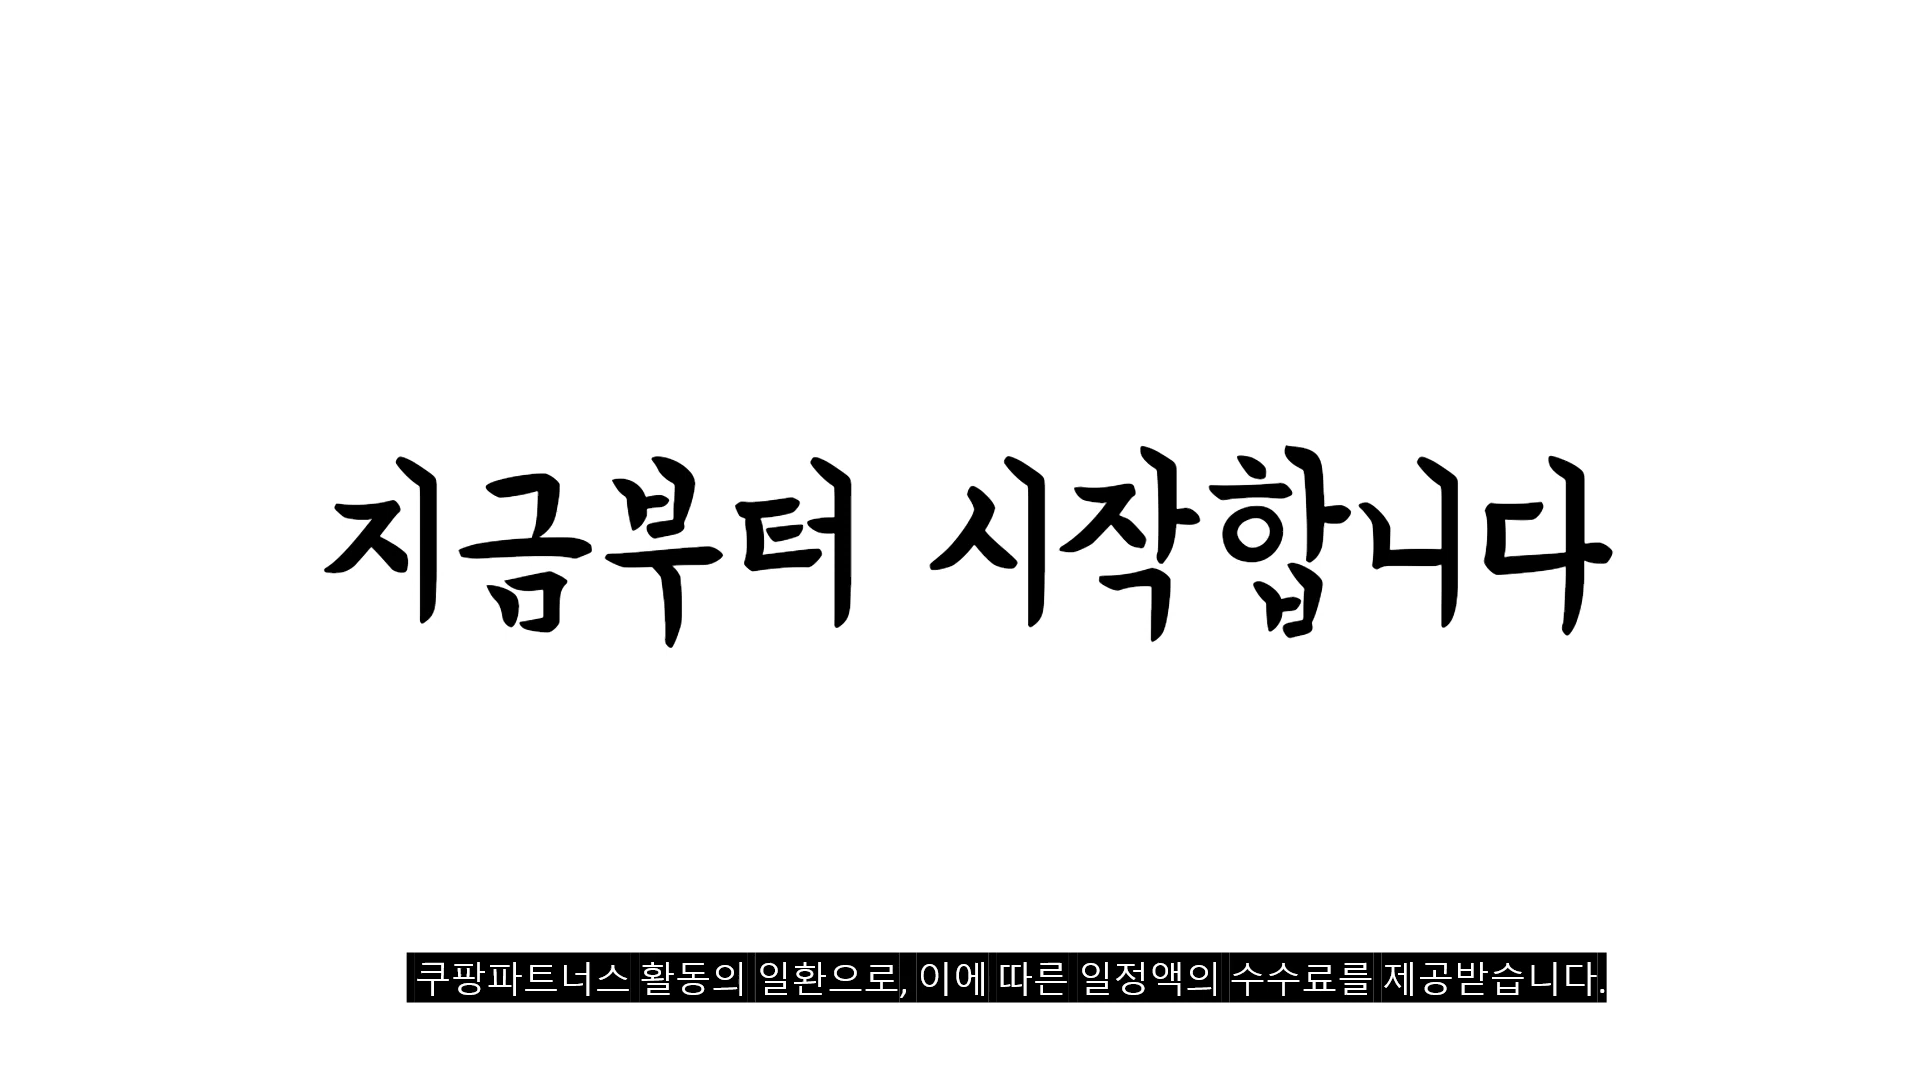 지금부터 시작합니다
쿠팡파트너스 활동의 일환으로, 이에 따른 일정액의 수수료를 제공받습니다.